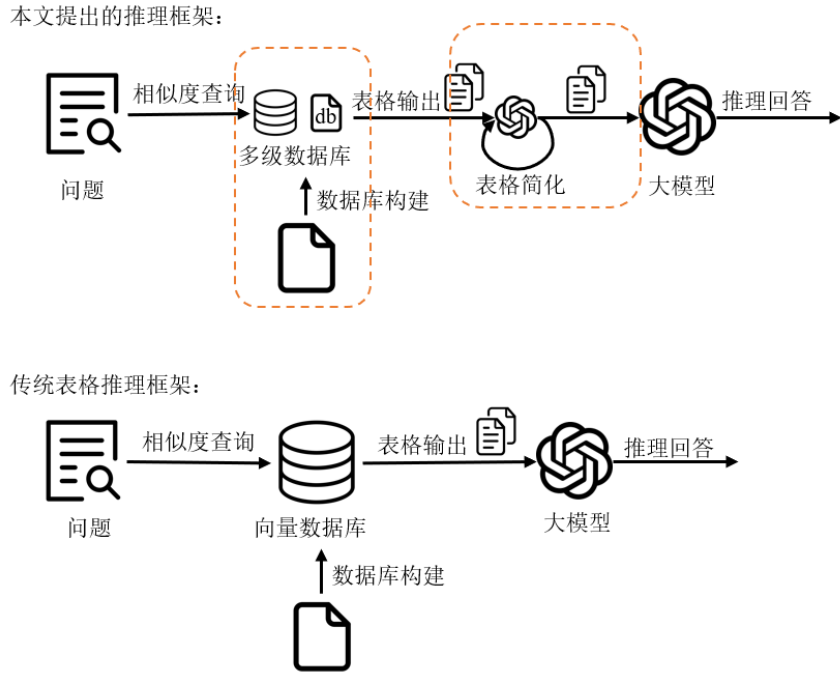 本文提出的推理框架：
相似度查询
db
表格输出
推理回答
问题
多级数据库
表格简化
大模型
数据库构建
传统表格推理框架：
相似度查询
表格输出
推理回答
问题
向量数据库
大模型
数据库构建